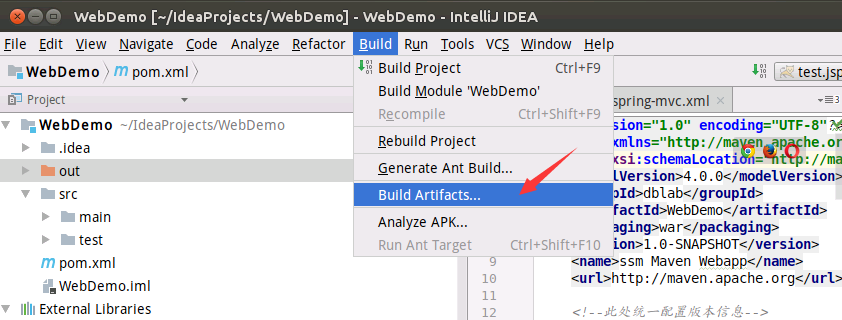 WebDemo [~/IdeaProjects/WebDemo] - WebDemo - IntelliJ IDEA
File Edit View Navigate Code Analyze Refactor Build Run Tools VCS Window Help
WebDemo pom.xml
Build Project Ctrl+F9
test.jsp
Build Module 'WebDemo'
Project
spring-mvc.xml
3
Recompile Ctrl+Shift+F9
WebDemo ~/IdeaProjects/WebDemo
="1.0" encoding="UTF-8"?
.idea
Rebuild Project
xmlns="http://maven.apache.or
out
Generate Ant Build...
xsi:schemaLocation="http://ma
>4.0.0</modelVersion>
src
Build Artifacts...
>dblab</groupId>
main
>WebDemo</artifactId>
Analyze APK...
>war</packaging>
test
Run Ant Target Ctrl+Shift+F10
>1.0-SNAPSHOT</version>
pom.xml
9 <name>ssm Maven Webapp</name>
WebDemo.iml
10 <url>http://maven.apache.org</url>
External Libraries
11
12 <!--此处统一配置版本信息-->